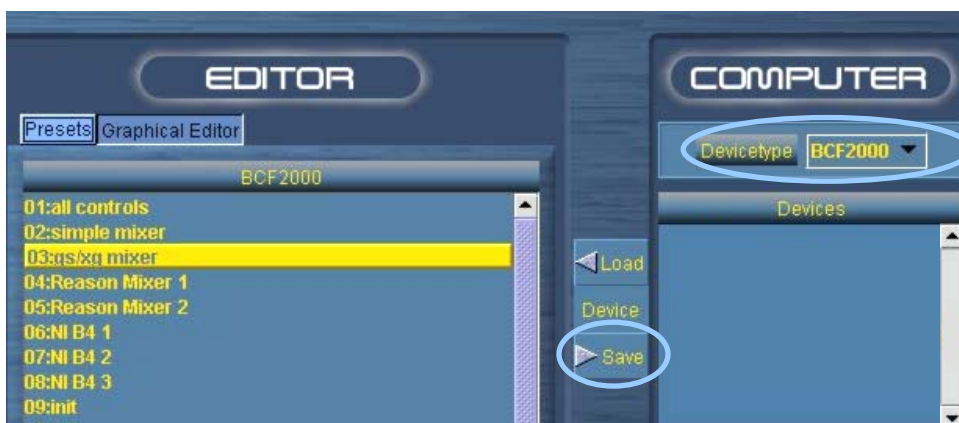 EDITOR
Presets Graphical Editor
BCF2000
01:all controls
02:simple mixer
03:gs/xg mixer
04:Reason Mixer 1
05:Reason Mixer 2
06:NI B4 1
07:NI B4 2
08:NI B4 3
09:init
Load
Device
Save
COMPUTER
Devicetype BCF2000
Devices